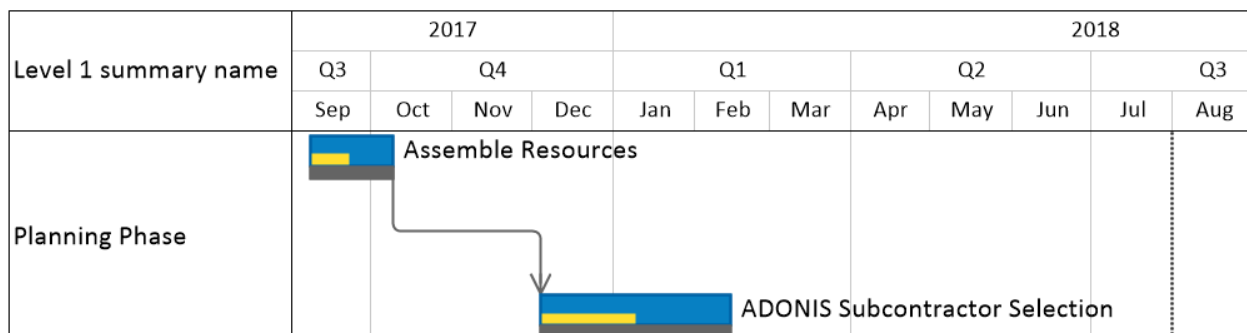 2017 2018
Level 1 summary name
Q3 Q4 Q1 Q2 Q3
Sep Oct Nov Dec Jan Feb Mar Apr May Jun Jul Aug
Assemble Resources
Planning Phase
ADONIS Subcontractor Selection